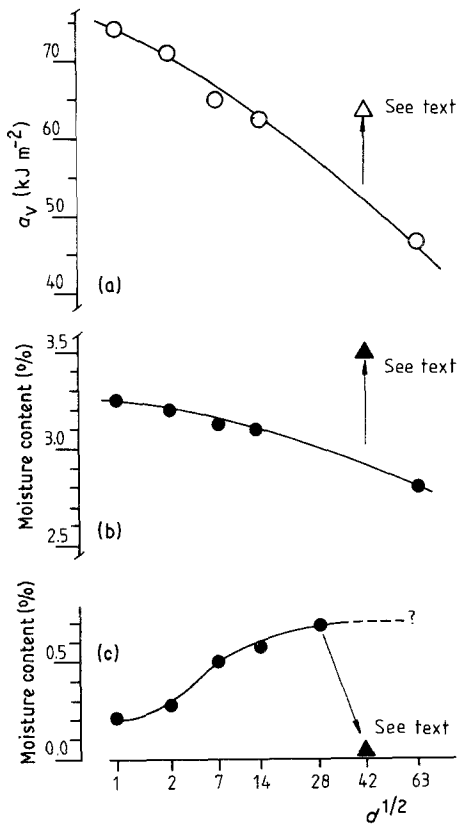 70
60
50
40
a_v (kJ m⁻²)
See text
(a)
3.5
3.0
2.5
Moisture content (%)
See text
(b)
0.5
0.0
Moisture content (%)
(c)
?
See text
1 2 7 14 28 42 63
d^1/2